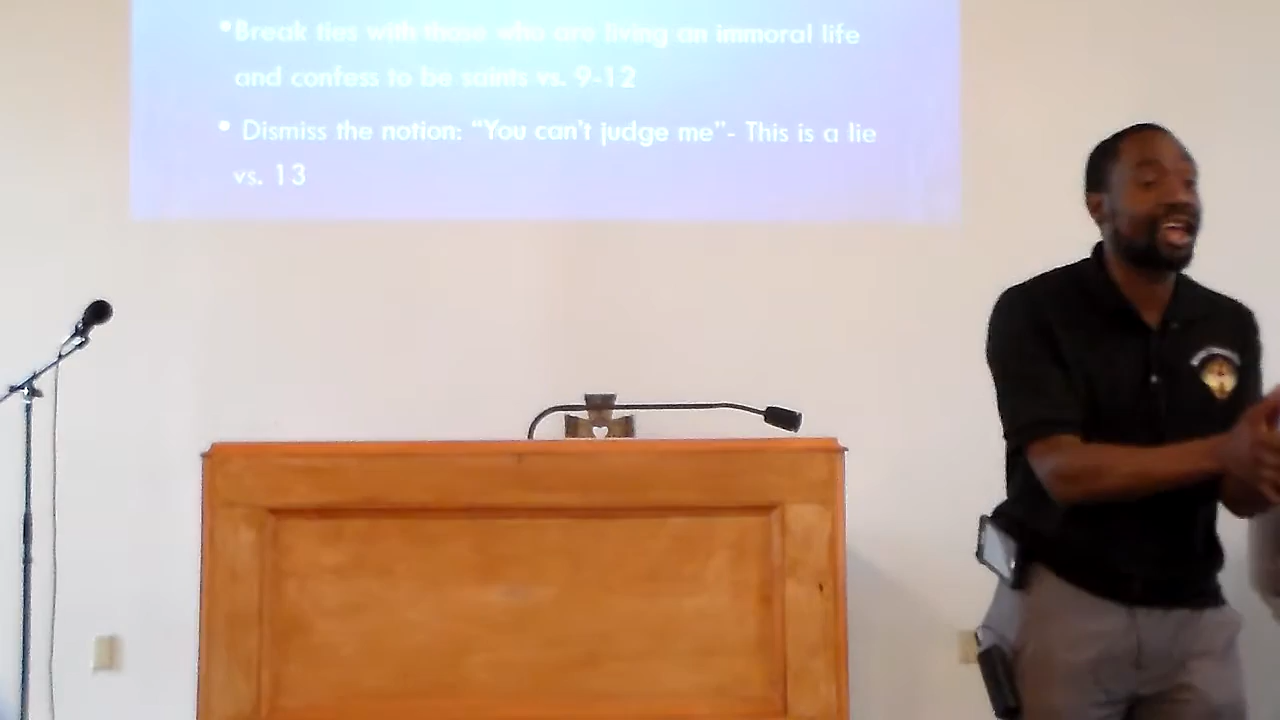 •Break ties with those who are living an immoral life
and confess to be saints vs. 9-12
• Dismiss the notion: “You can’t judge me”- This is a lie
vs. 13